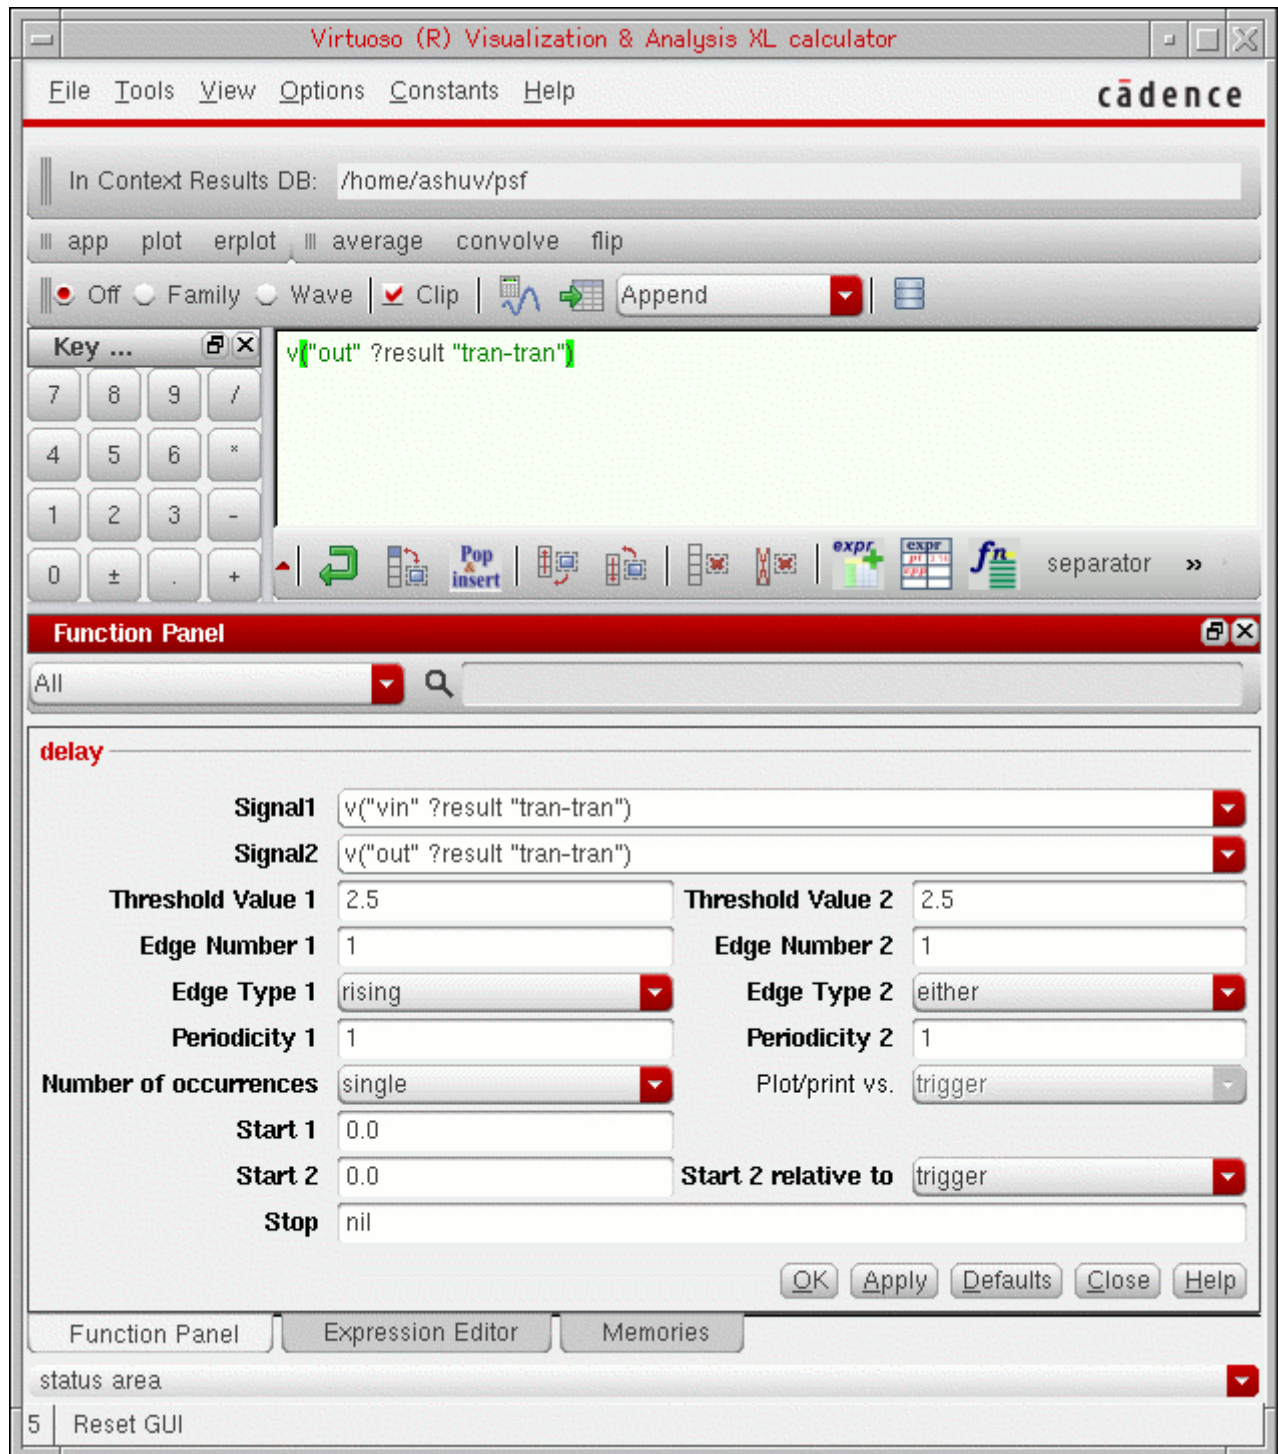 Virtuoso (R) Visualization & Analysis XL calculator
File Tools View Options Constants Help cādence
In Context Results DB: /home/ashuv/psf
app plot erplot average convolve flip
Off Family Wave Clip Append
Key ...
v("out" ?result "tran-tran")
7 8 9 /
4 5 6 *
1 2 3 -
0 ± . +
Pop & insert expr expr fn separator »
Function Panel
All
delay
Signal1 v("vin" ?result "tran-tran")
Signal2 v("out" ?result "tran-tran")
Threshold Value 1 2.5 Threshold Value 2 2.5
Edge Number 1 1 Edge Number 2 1
Edge Type 1 rising Edge Type 2 either
Periodicity 1 1 Periodicity 2 1
Number of occurrences single Plot/print vs. trigger
Start 1 0.0
Start 2 0.0 Start 2 relative to trigger
Stop nil
OK Apply Defaults Close Help
Function Panel Expression Editor Memories
status area
5 Reset GUI